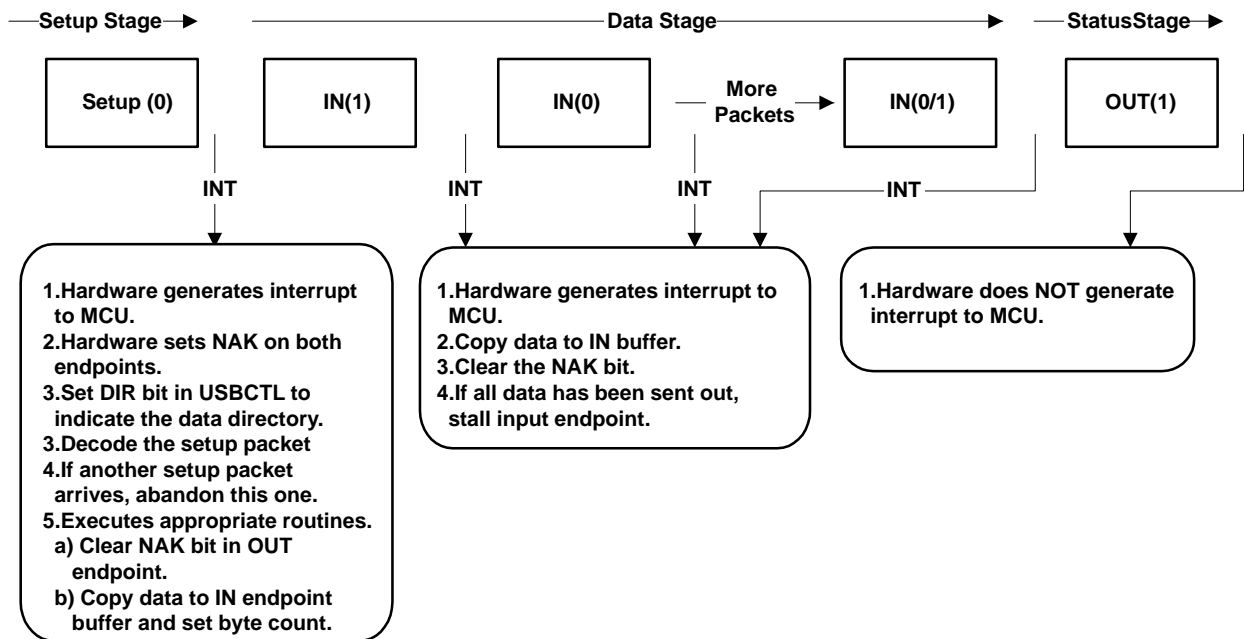 Setup Stage
Data Stage
StatusStage
Setup (0)
IN(1)
IN(0)
More
Packets
IN(0/1)
OUT(1)
INT
INT
INT
INT
1.Hardware generates interrupt
to MCU.
2.Hardware sets NAK on both
endpoints.
3.Set DIR bit in USBCTL to
indicate the data directory.
3.Decode the setup packet
4.If another setup packet
arrives, abandon this one.
5.Executes appropriate routines.
a) Clear NAK bit in OUT
endpoint.
b) Copy data to IN endpoint
buffer and set byte count.
1.Hardware generates interrupt to
MCU.
2.Copy data to IN buffer.
3.Clear the NAK bit.
4.If all data has been sent out,
stall input endpoint.
1.Hardware does NOT generate
interrupt to MCU.